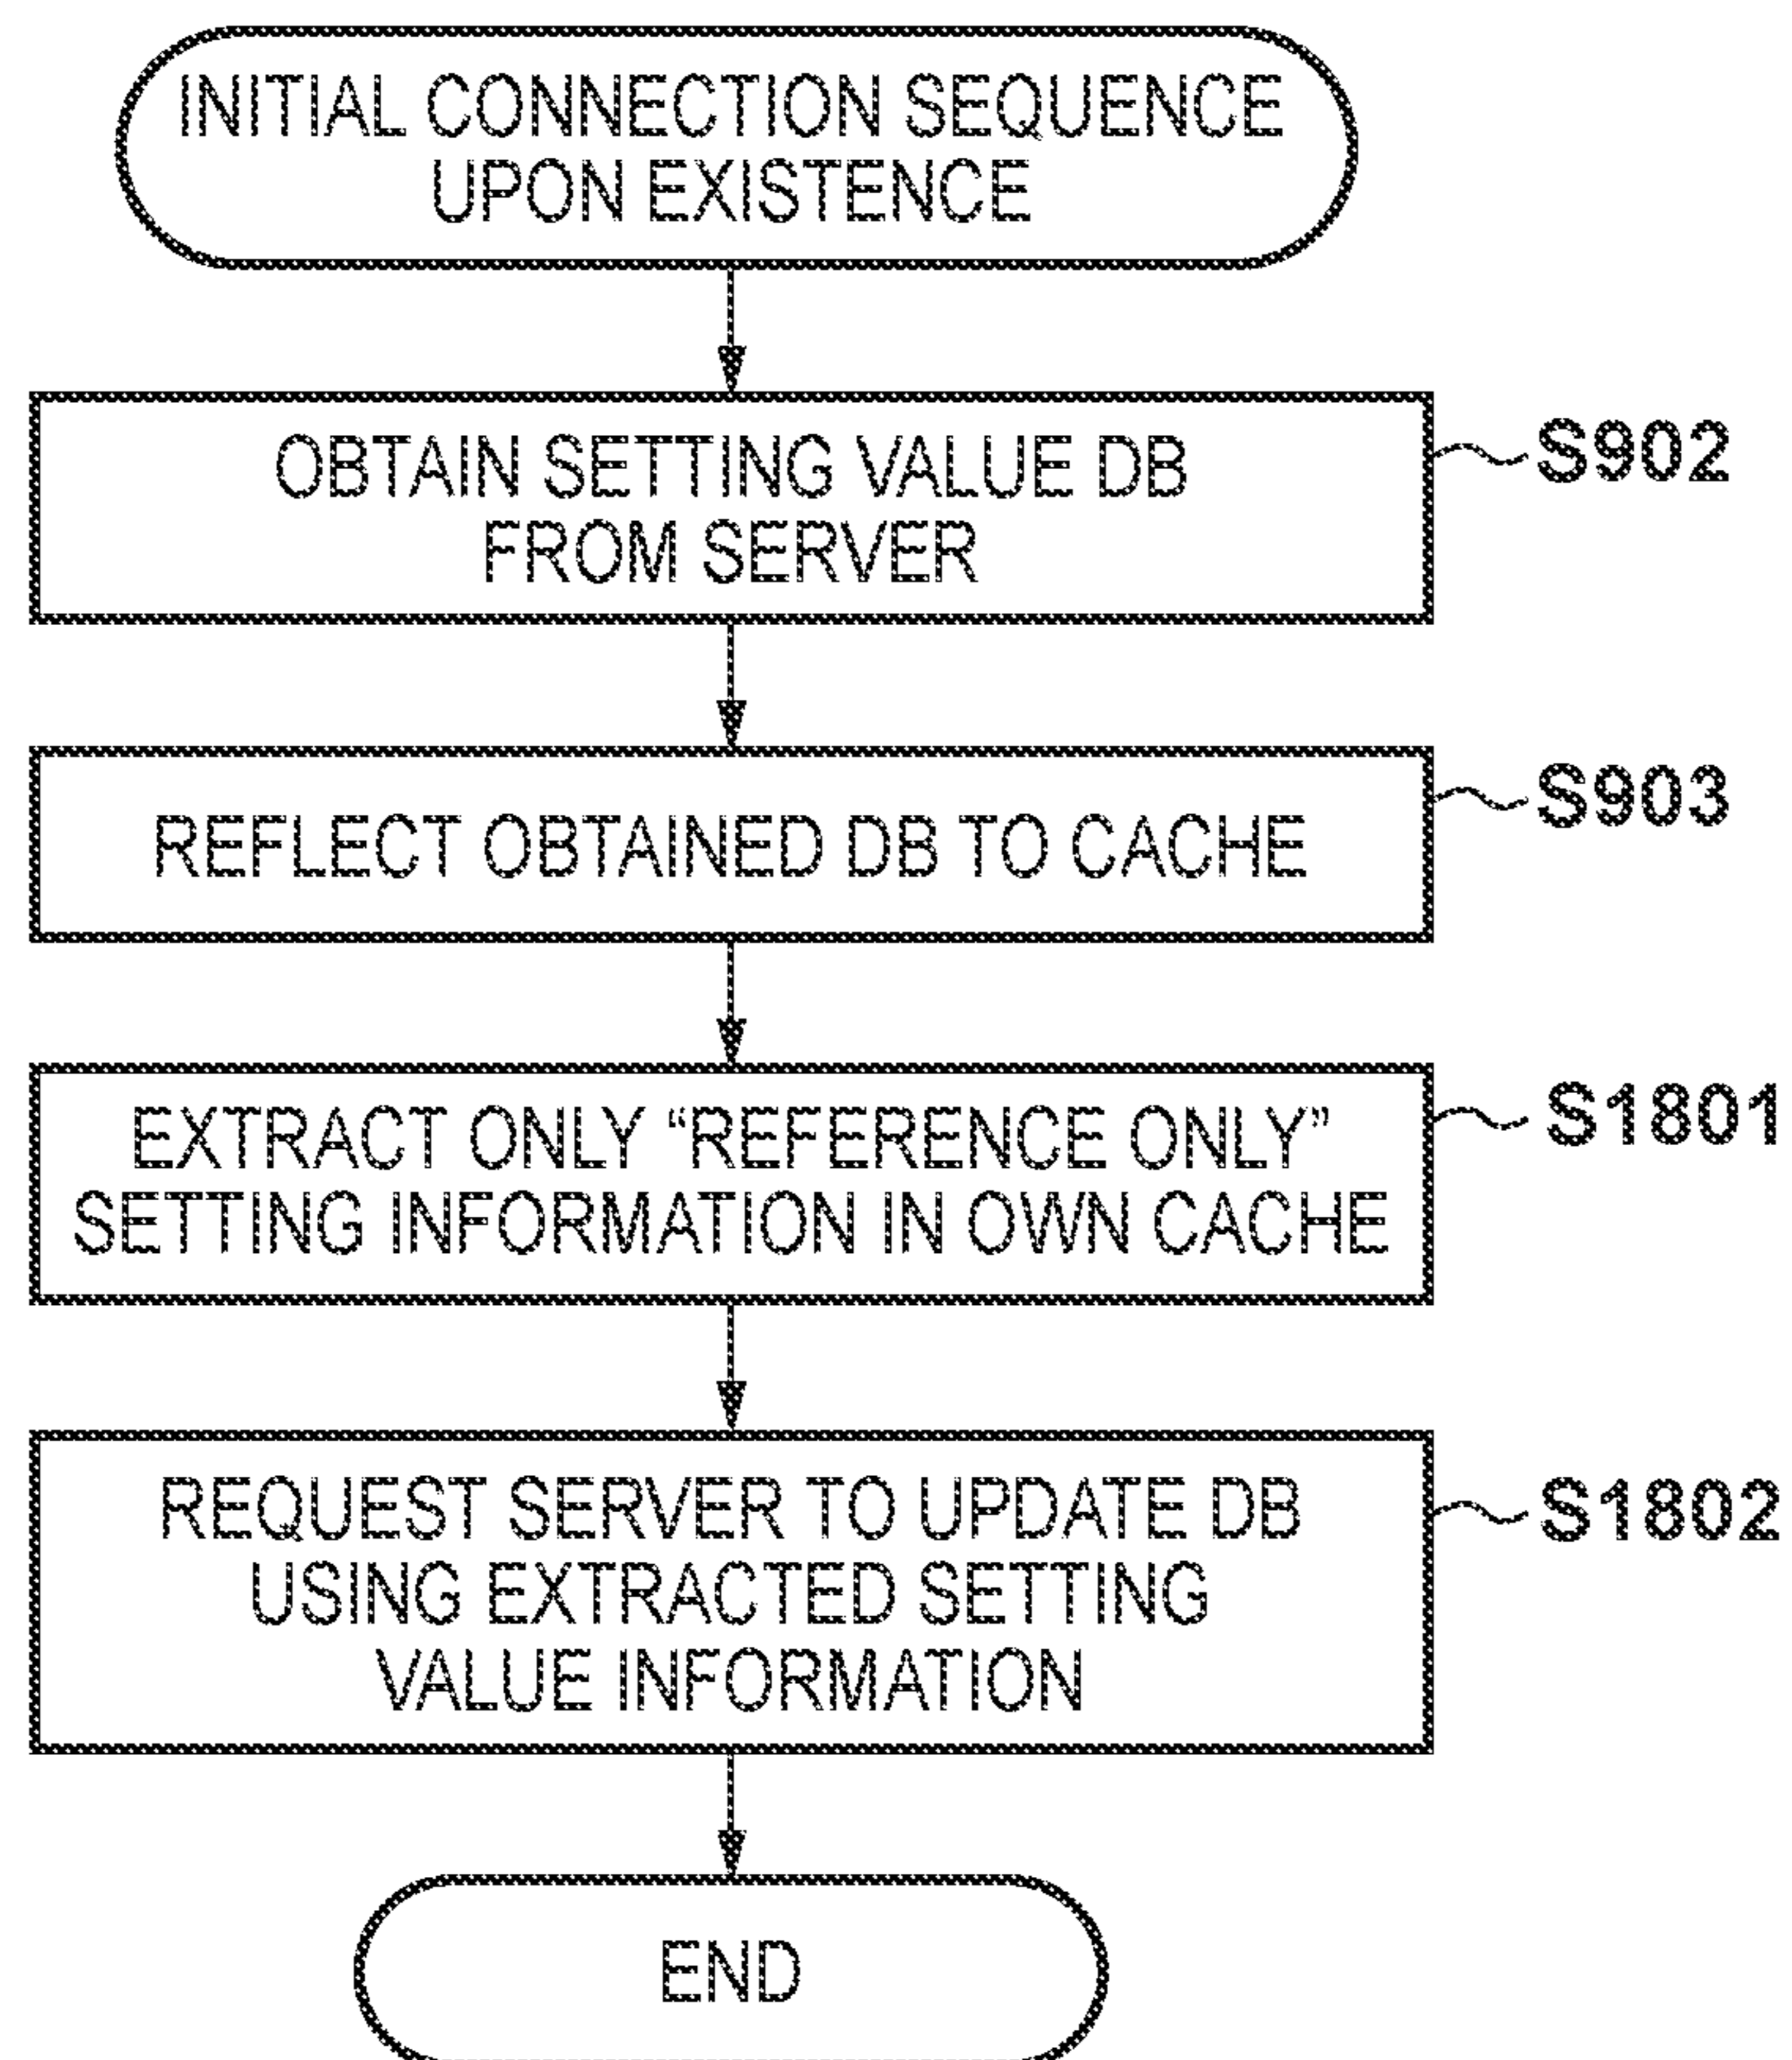 INITIAL CONNECTION SEQUENCE
UPON EXISTENCE
OBTAIN SETTING VALUE DB
FROM SERVER
S902
REFLECT OBTAINED DB TO CACHE
S903
EXTRACT ONLY “REFERENCE ONLY”
SETTING INFORMATION IN OWN CACHE
S1801
REQUEST SERVER TO UPDATE DB
USING EXTRACTED SETTING
VALUE INFORMATION
S1802
END